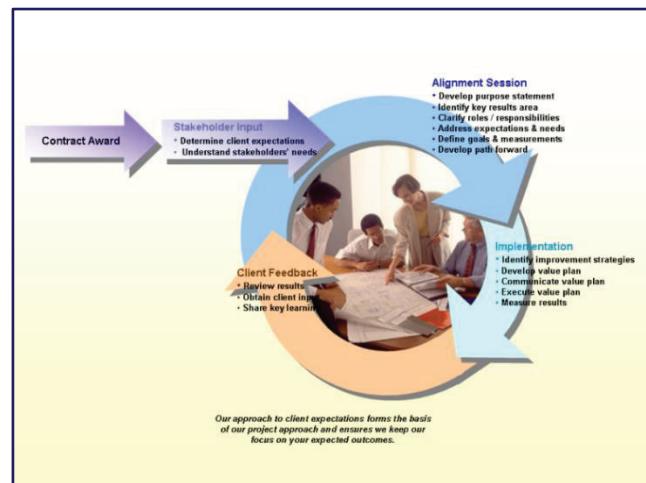 Contract Award
Stakeholder Input
• Determine client expectations
• Understand stakeholders' needs
Alignment Session
• Develop purpose statement
• Identify key results area
• Clarify roles / responsibilities
• Address expectations & needs
• Define goals & measurements
• Develop path forward
Implementation
• Identify improvement strategies
• Develop value plan
• Communicate value plan
• Execute value plan
• Measure results
Client Feedback
• Review results
• Obtain client input
• Share key learning
Our approach to client expectations forms the basis
of our project approach and ensures we keep our
focus on your expected outcomes.